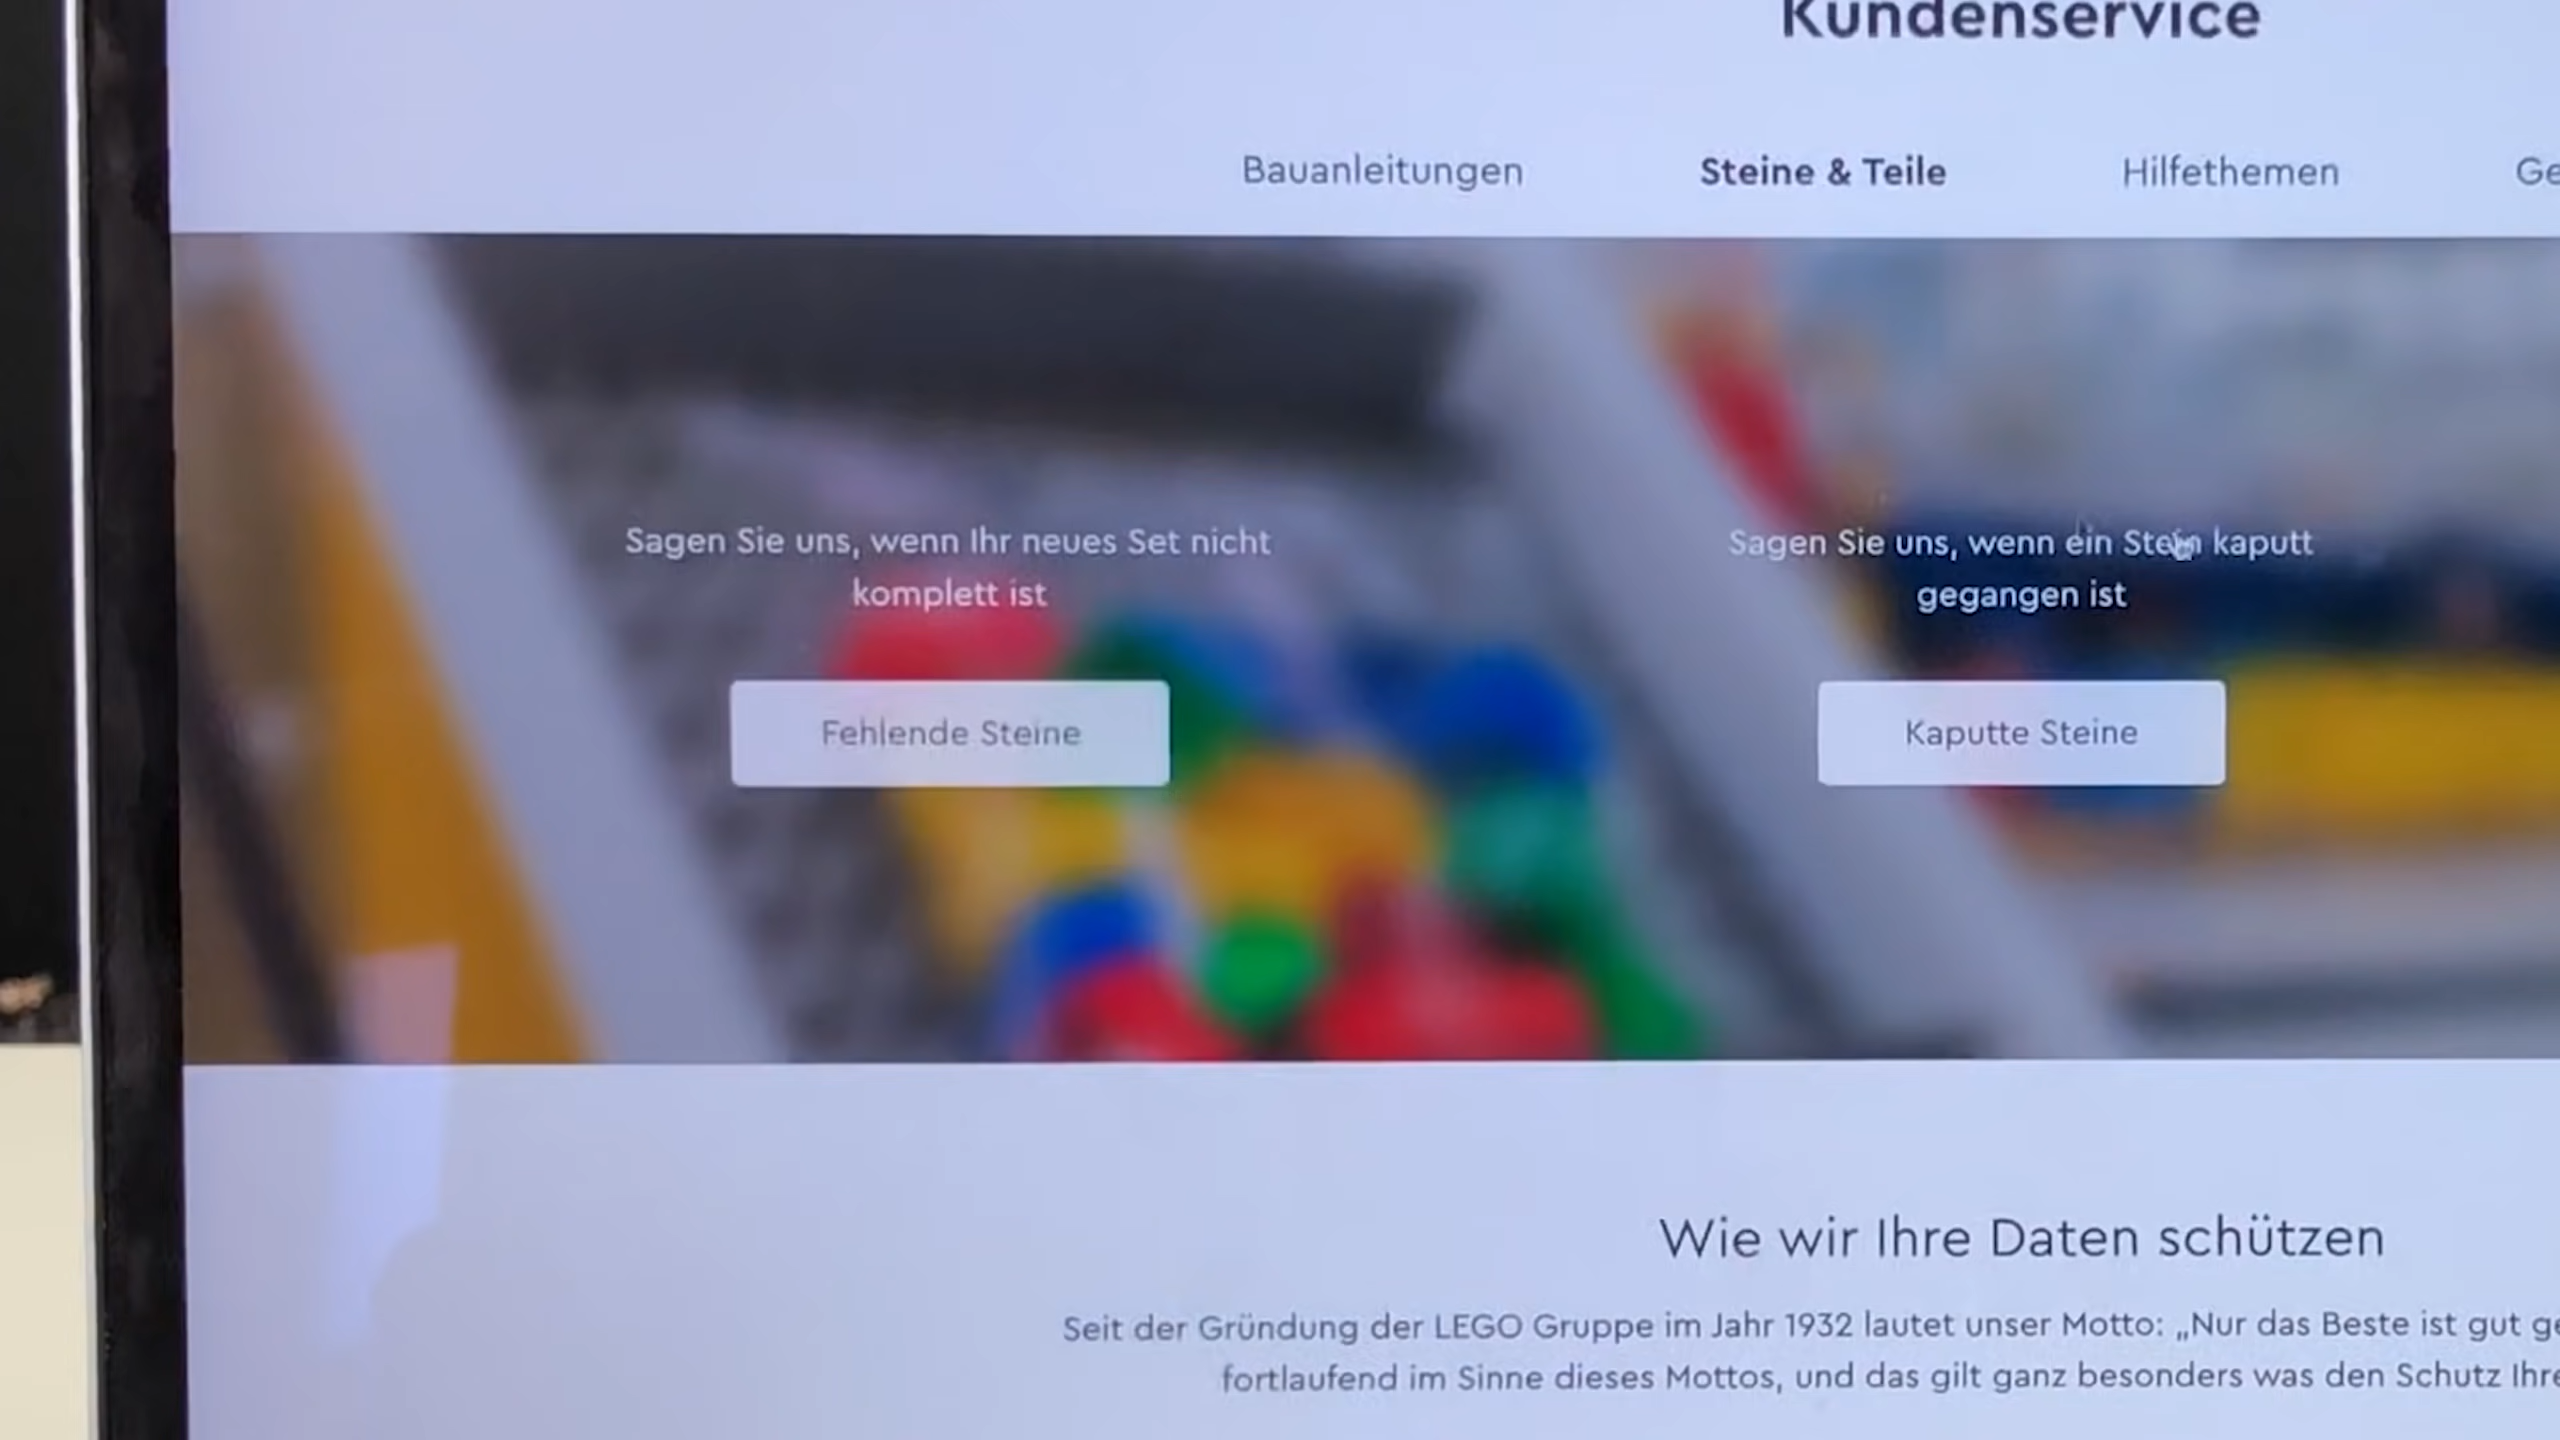 Kundenservice
Bauanleitungen Steine & Teile Hilfethemen
Sagen Sie uns, wenn Ihr neues Set nicht
komplett ist
Fehlende Steine
Sagen Sie uns, wenn ein Stein kaputt
gegangen ist
Kaputte Steine
Wie wir Ihre Daten schützen
Seit der Gründung der LEGO Gruppe im Jahr 1932 lautet unser Motto: „Nur das Beste ist gut
fortlaufend im Sinne dieses Mottos, und das gilt ganz besonders was den Schutz